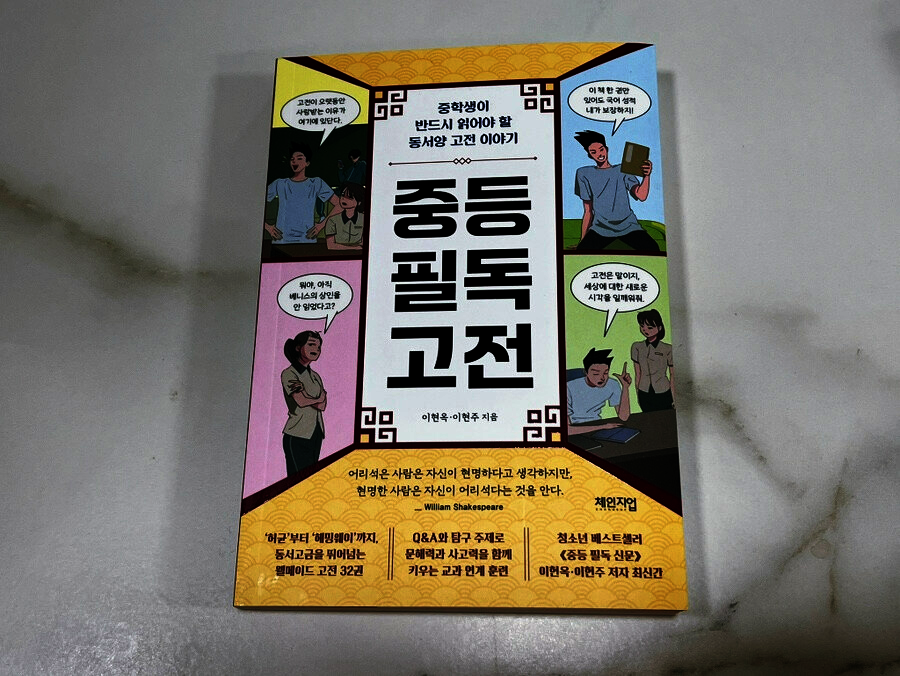 고전이 오랫동안
사랑받는 이유가
여기에 있단다.
중학생이
반드시 읽어야 할
동서양 고전 이야기
이 책 한 권만
있어도 국어 성적
내가 보장하지!
중등
필독
고전
뭐야, 아직
베니스의 상인을
안 읽었다고?
고전은 말이지,
세상에 대한 새로운
시각을 일깨워줘.
이현옥·이현주 지음
어리석은 사람은 자신이 현명하다고 생각하지만,
현명한 사람은 자신이 어리석다는 것을 안다.
_ William Shakespeare
체인지업
'허균'부터 '헤밍웨이'까지,
동서고금을 뛰어넘는
웰메이드 고전 32권
Q&A와 탐구 주제로
문해력과 사고력을 함께
키우는 교과 연계 훈련
청소년 베스트셀러
《중등 필독 신문》
이현옥·이현주 저자 최신간